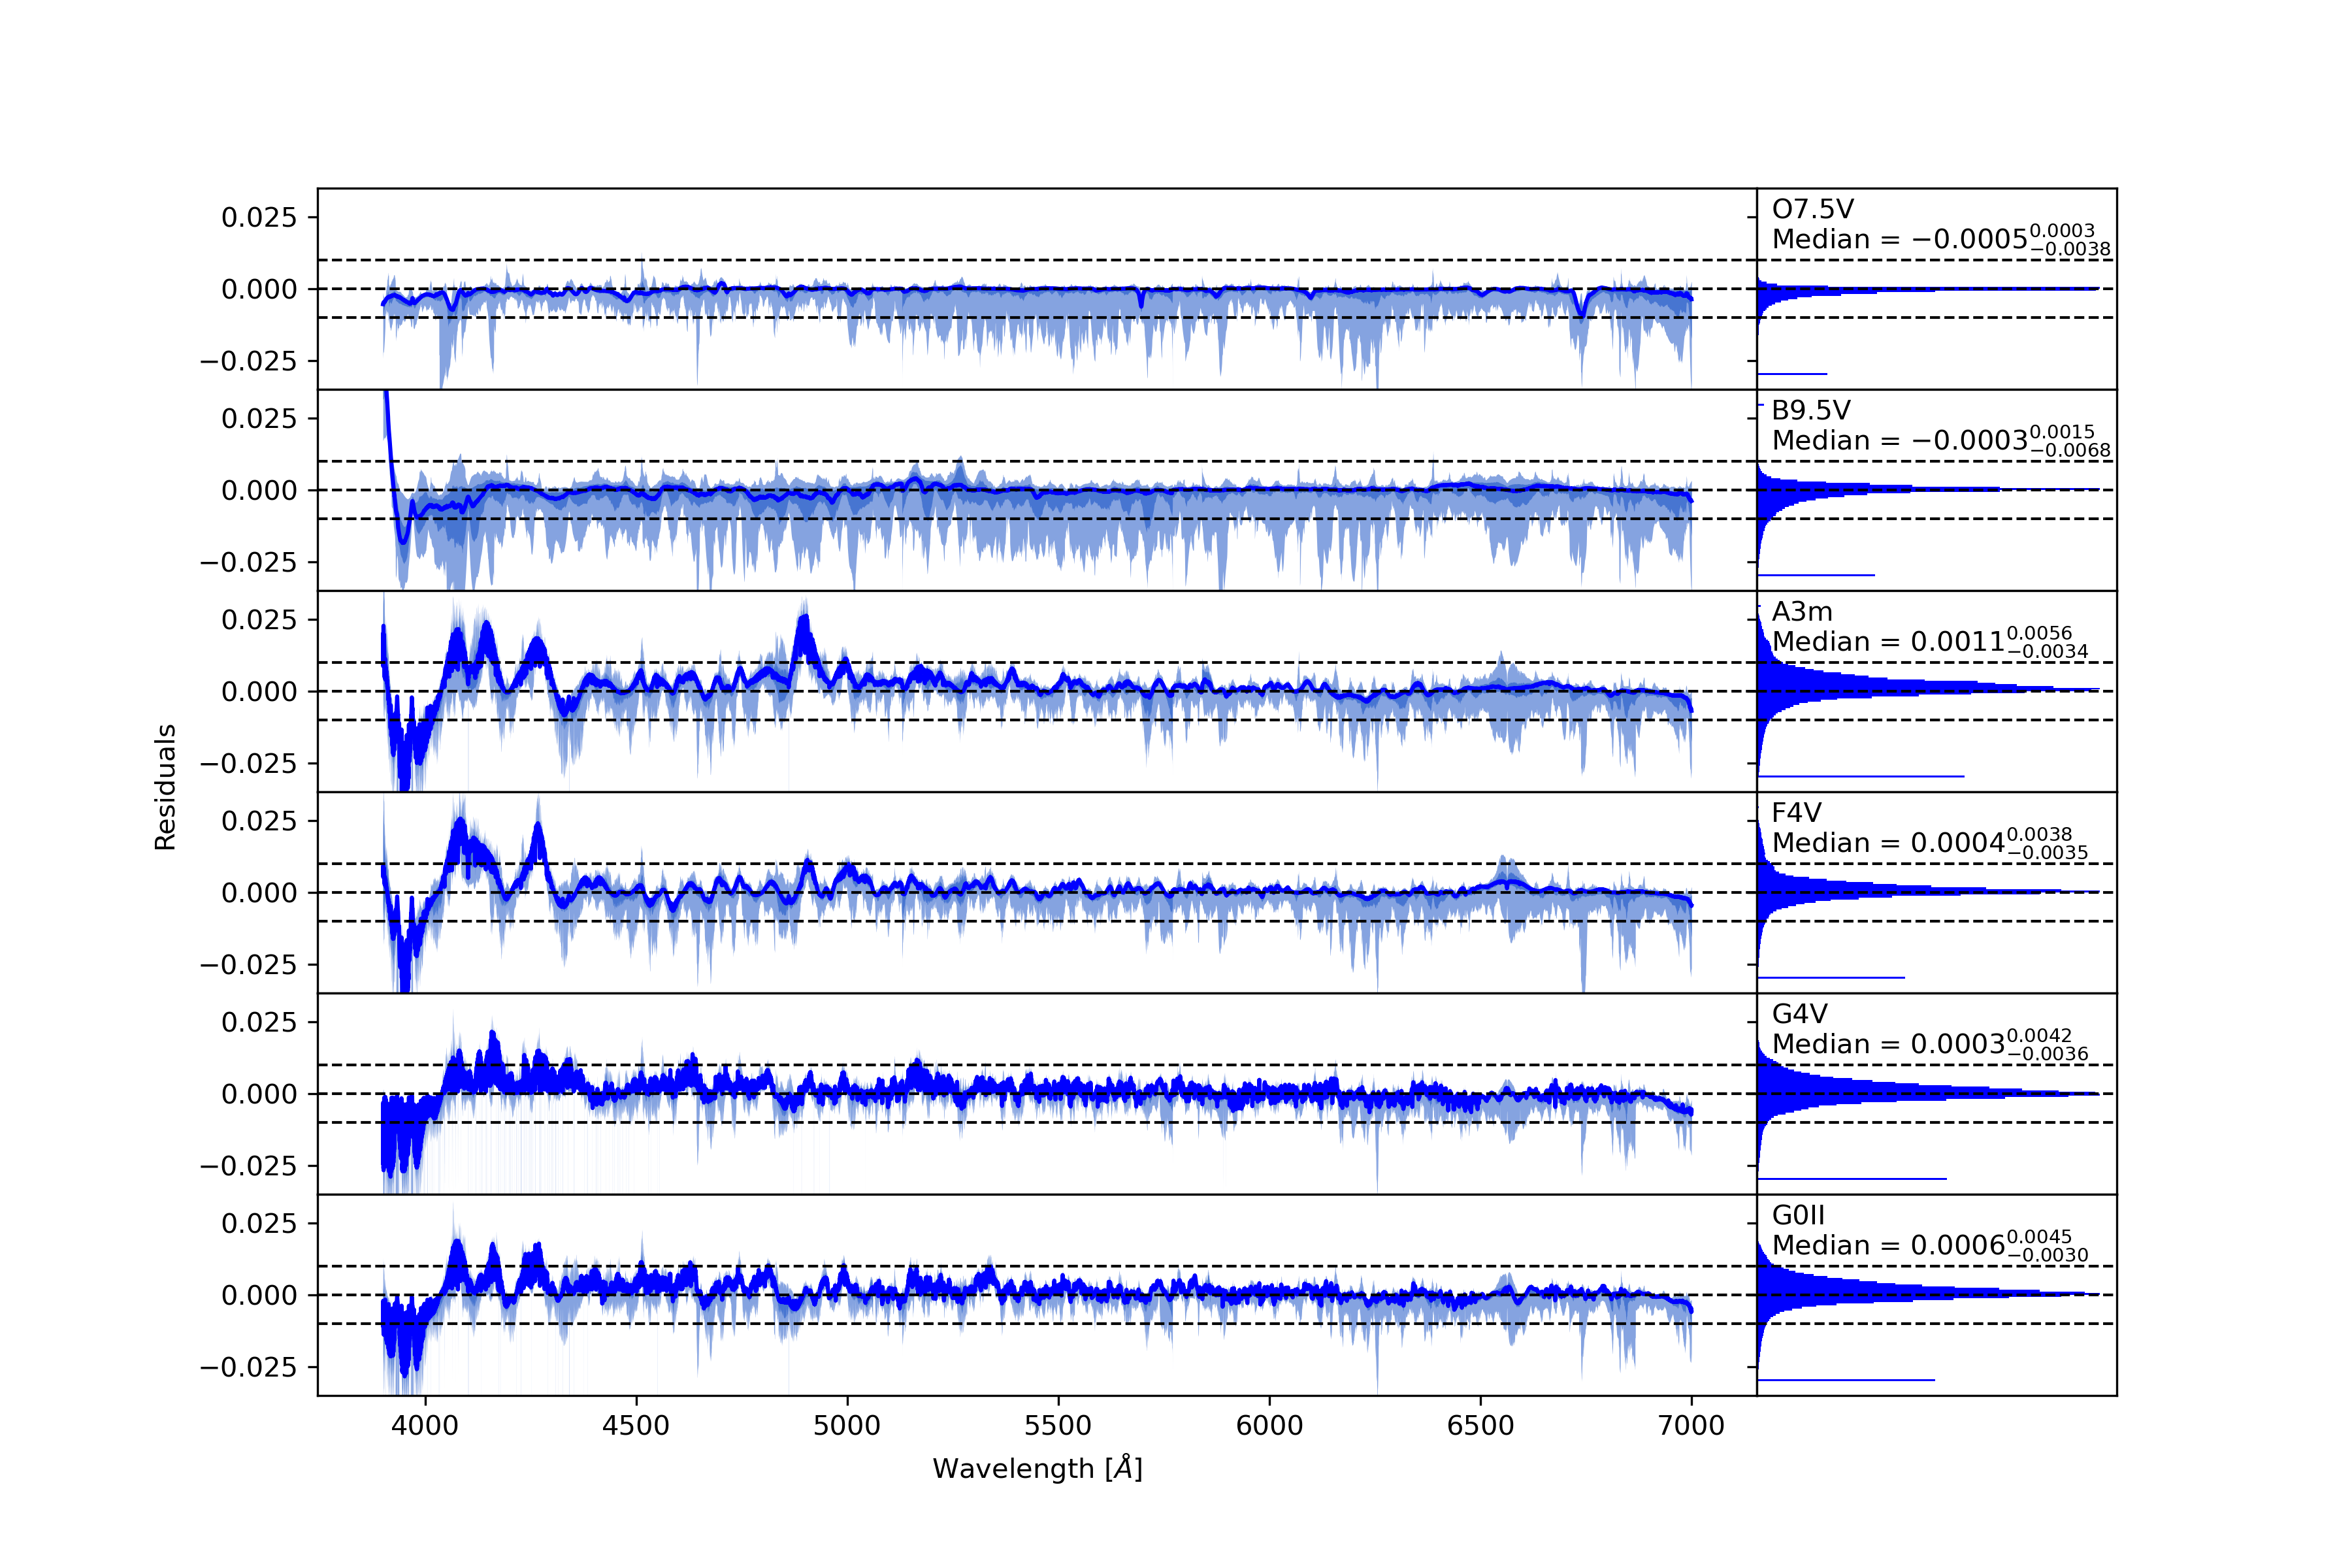 0.025
0.000
−0.025
O7.5V
Median = −0.0005 0.0003 −0.0038
0.025
0.000
−0.025
B9.5V
Median = −0.0003 0.0015 −0.0068
0.025
0.000
−0.025
A3m
Median = 0.0011 0.0056 −0.0034
Residuals
0.025
0.000
−0.025
F4V
Median = 0.0004 0.0038 −0.0035
0.025
0.000
−0.025
G4V
Median = 0.0003 0.0042 −0.0036
0.025
0.000
−0.025
G0II
Median = 0.0006 0.0045 −0.0030
4000 4500 5000 5500 6000 6500 7000
Wavelength [Å]